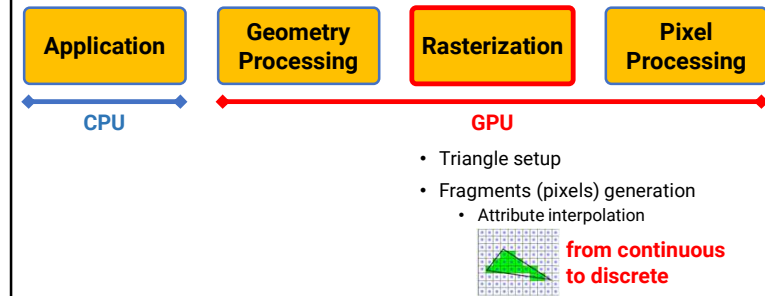 Application
Geometry
Processing
Rasterization
Pixel
Processing
CPU
GPU
• Triangle setup
• Fragments (pixels) generation
• Attribute interpolation
from continuous
to discrete